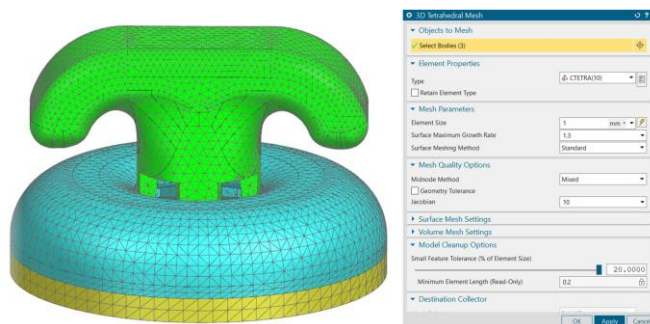 3D Tetrahedral Mesh
Objects to Mesh
Select Bodies (3)
Element Properties
Type
CTETRA(10)
Retain Element Type
Mesh Parameters
Element Size
1 mm
Surface Maximum Growth Rate
1.3
Surface Meshing Method
Standard
Mesh Quality Options
Midnode Method
Mixed
Geometry Tolerance
Jacobian
10
Surface Mesh Settings
Volume Mesh Settings
Model Cleanup Options
Small Feature Tolerance (% of Element Size)
20.0000
Minimum Element Length (Read-Only)
0.2
Destination Collector
OK Apply Cance